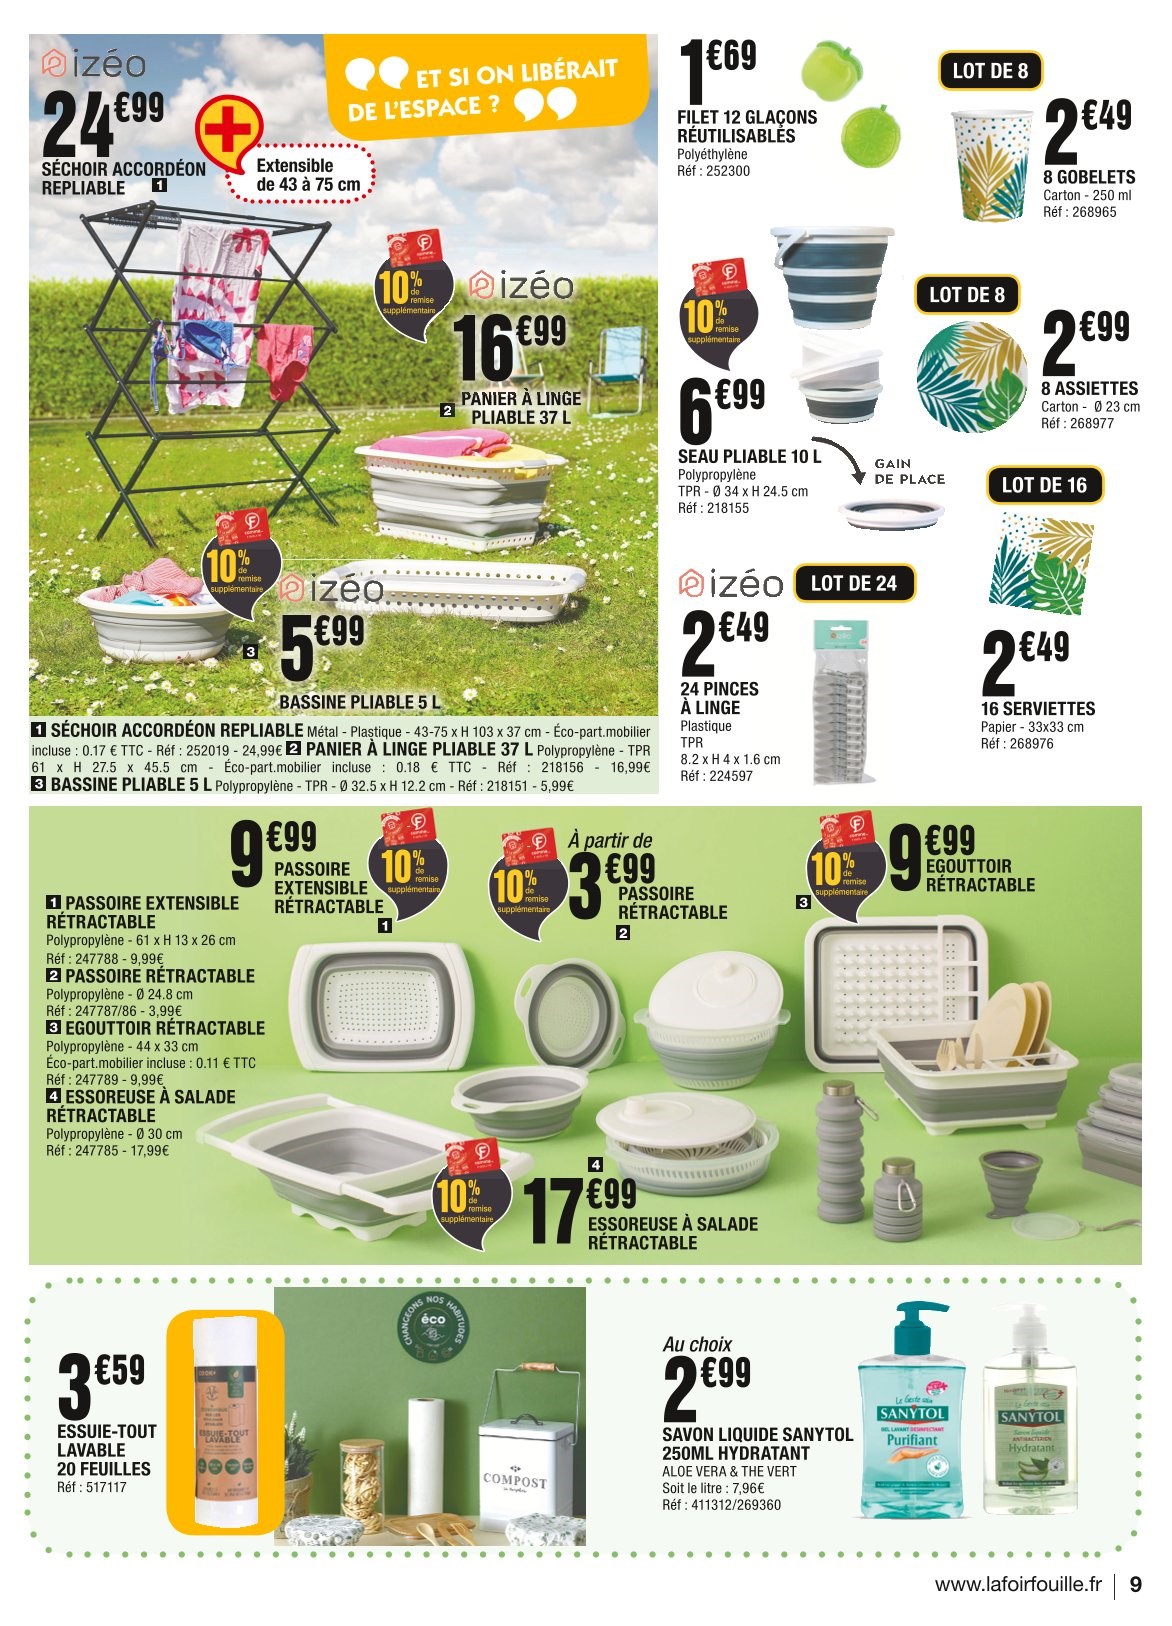 izéo
24€99
SÉCHOIR ACCORDÉON
REPLIABLE 1
ET SI ON LIBÉRAIT
DE L'ESPACE ?
Extensible
de 43 à 75 cm
10%
de
remise
supplémentaire
izéo
16€99
PANIER À LINGE
2 PLIABLE 37 L
10%
de
remise
supplémentaire
izéo
5€99
3
BASSINE PLIABLE 5 L
1 SÉCHOIR ACCORDÉON REPLIABLE Métal - Plastique - 43-75 x H 103 x 37 cm - Éco-part.mobilier
incluse : 0.17 € TTC - Réf : 252019 - 24,99€ 2 PANIER À LINGE PLIABLE 37 L Polypropylène - TPR
61 x H 27.5 x 45.5 cm - Éco-part.mobilier incluse : 0.18 € TTC - Réf : 218156 - 16,99€
3 BASSINE PLIABLE 5 L Polypropylène - TPR - Ø 32.5 x H 12.2 cm - Réf : 218151 - 5,99€
1€69
FILET 12 GLAÇONS
RÉUTILISABLES
Polyéthylène
Réf : 252300
LOT DE 8
2€49
8 GOBELETS
Carton - 250 ml
Réf : 268965
10%
de
remise
supplémentaire
6€99
SEAU PLIABLE 10 L
Polypropylène
TPR - Ø 34 x H 24.5 cm
Réf : 218155
GAIN
DE PLACE
LOT DE 8
2€99
8 ASSIETTES
Carton - Ø 23 cm
Réf : 268977
LOT DE 16
2€49
16 SERVIETTES
Papier - 33x33 cm
Réf : 268976
izéo
LOT DE 24
2€49
24 PINCES
À LINGE
Plastique
TPR
8.2 x H 4 x 1.6 cm
Réf : 224597
9€99
PASSOIRE
EXTENSIBLE
RÉTRACTABLE
1
10%
de
remise
supplémentaire
10%
de
remise
supplémentaire
À partir de
3€99
PASSOIRE
RÉTRACTABLE
2
10%
de
remise
supplémentaire
3
9€99
EGOUTTOIR
RÉTRACTABLE
1 PASSOIRE EXTENSIBLE
RÉTRACTABLE
Polypropylène - 61 x H 13 x 26 cm
Réf : 247788 - 9,99€
2 PASSOIRE RÉTRACTABLE
Polypropylène - Ø 24.8 cm
Réf : 247787/86 - 3,99€
3 EGOUTTOIR RÉTRACTABLE
Polypropylène - 44 x 33 cm
Éco-part.mobilier incluse : 0.11 € TTC
Réf : 247789 - 9,99€
4 ESSOREUSE À SALADE
RÉTRACTABLE
Polypropylène - Ø 30 cm
Réf : 247785 - 17,99€
10%
de
remise
supplémentaire
4
17€99
ESSOREUSE À SALADE
RÉTRACTABLE
3€59
ESSUIE-TOUT
LAVABLE
20 FEUILLES
Réf : 517117
ESSUIE-TOUT
LAVABLE
CHANGEONS NOS HABITUDES
éco
COMPOST
Au choix
2€99
SAVON LIQUIDE SANYTOL
250ML HYDRATANT
ALOE VERA & THE VERT
Soit le litre : 7,96€
Réf : 411312/269360
SANYTOL
GEL LAVANT DÉSINFECTANT
Purifiant
SANYTOL
ANTIBACTÉRIEN
Hydratant
www.lafoirfouille.fr | 9